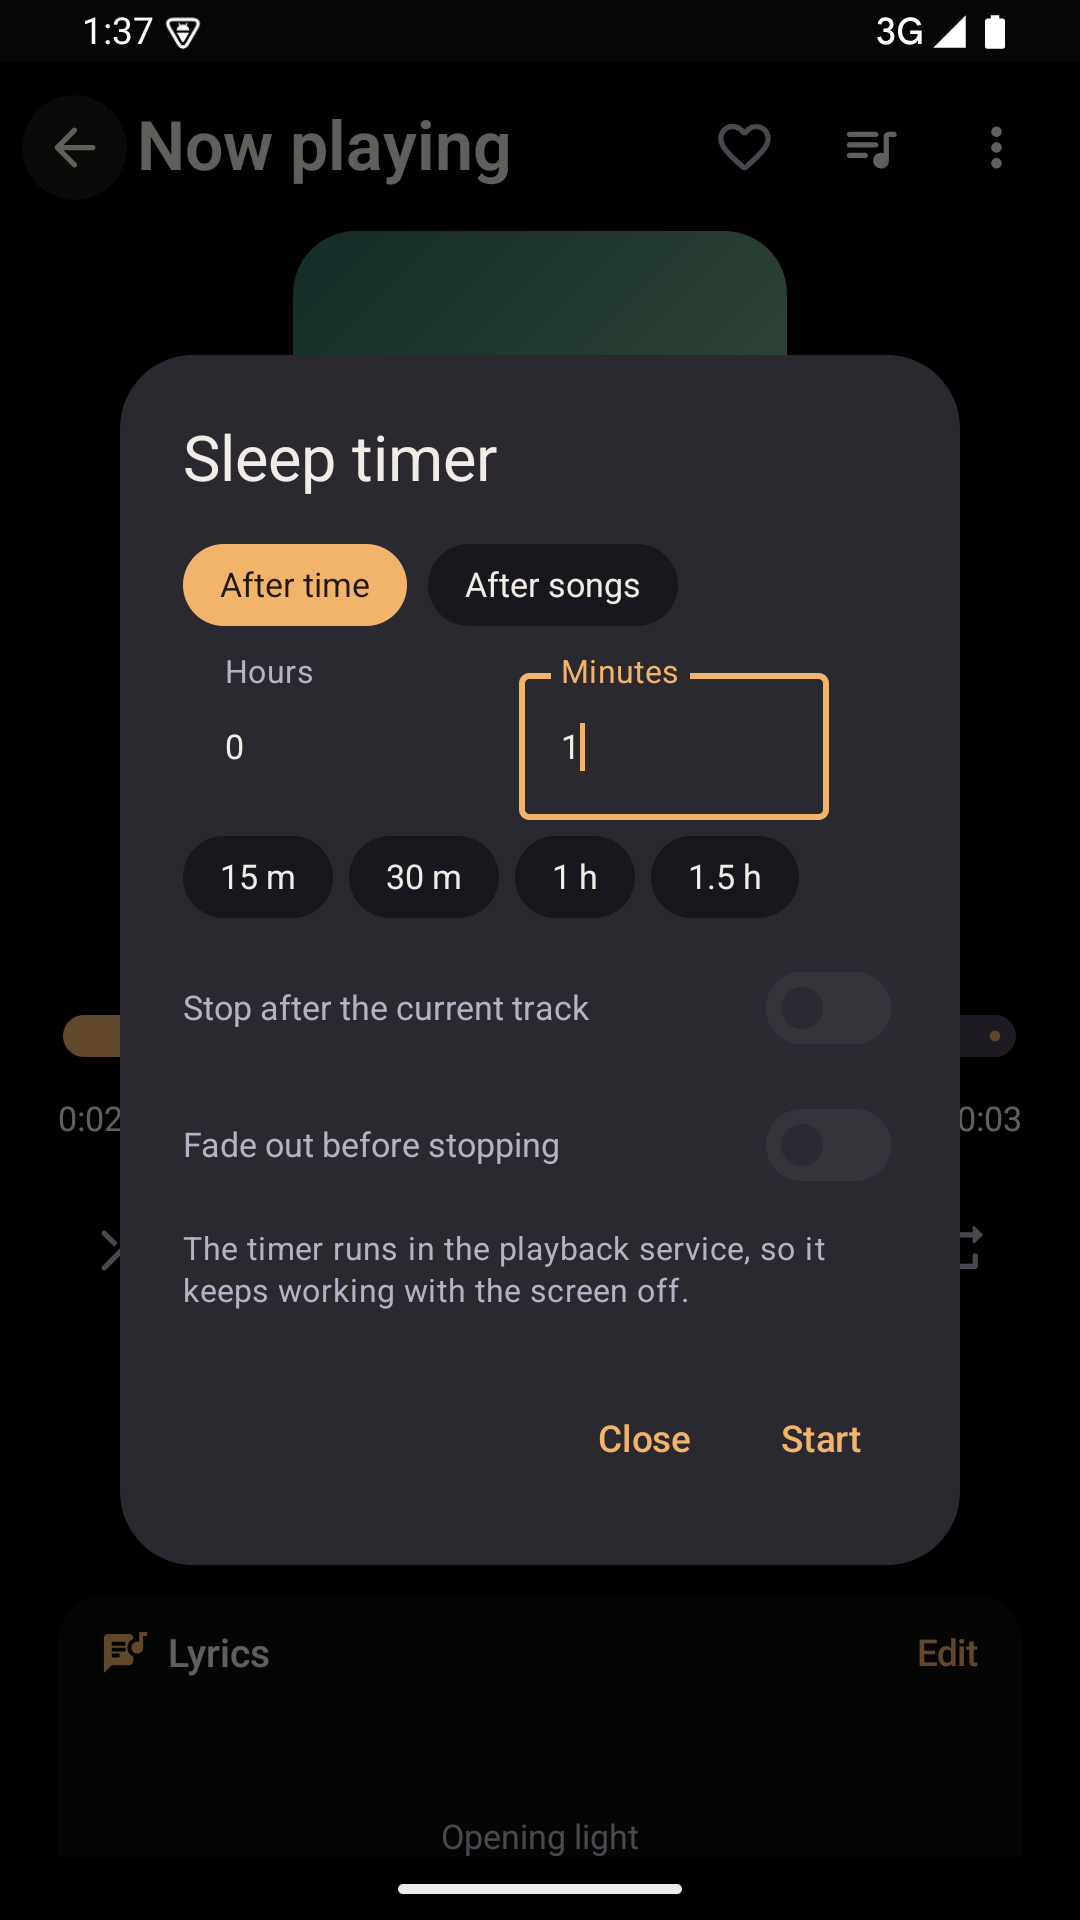 1:37
3G
Now playing
Sleep timer
After time
After songs
Hours
Minutes
0
1
15 m
30 m
1 h
1.5 h
Stop after the current track
0:02
0:03
Fade out before stopping
The timer runs in the playback service, so it
keeps working with the screen off.
Close
Start
Lyrics
Edit
Opening light